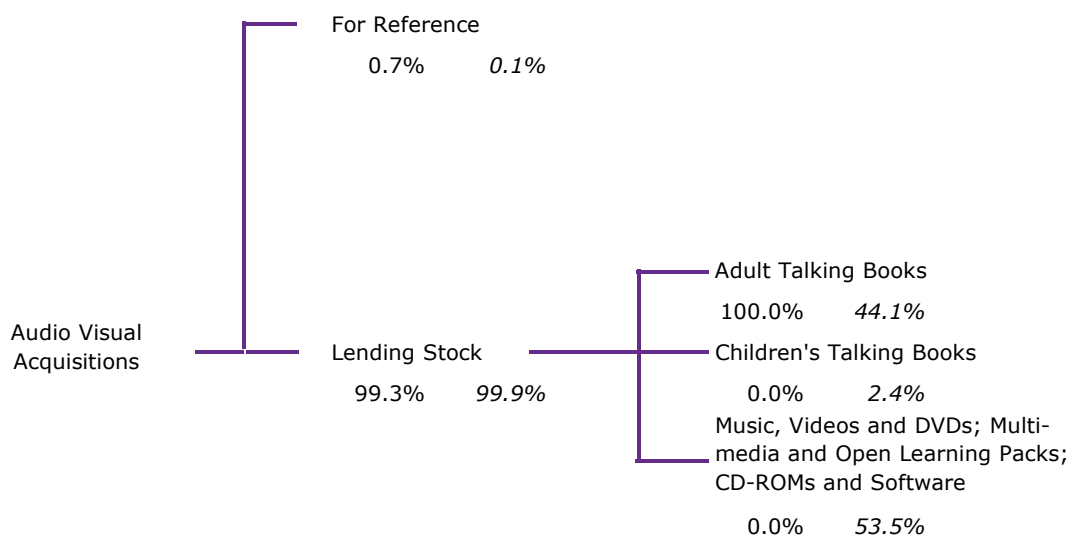 For Reference
0.7% 0.1%
Adult Talking Books
100.0% 44.1%
Audio Visual
Acquisitions
Lending Stock
99.3% 99.9%
Children's Talking Books
0.0% 2.4%
Music, Videos and DVDs; Multi-
media and Open Learning Packs;
CD-ROMs and Software
0.0% 53.5%